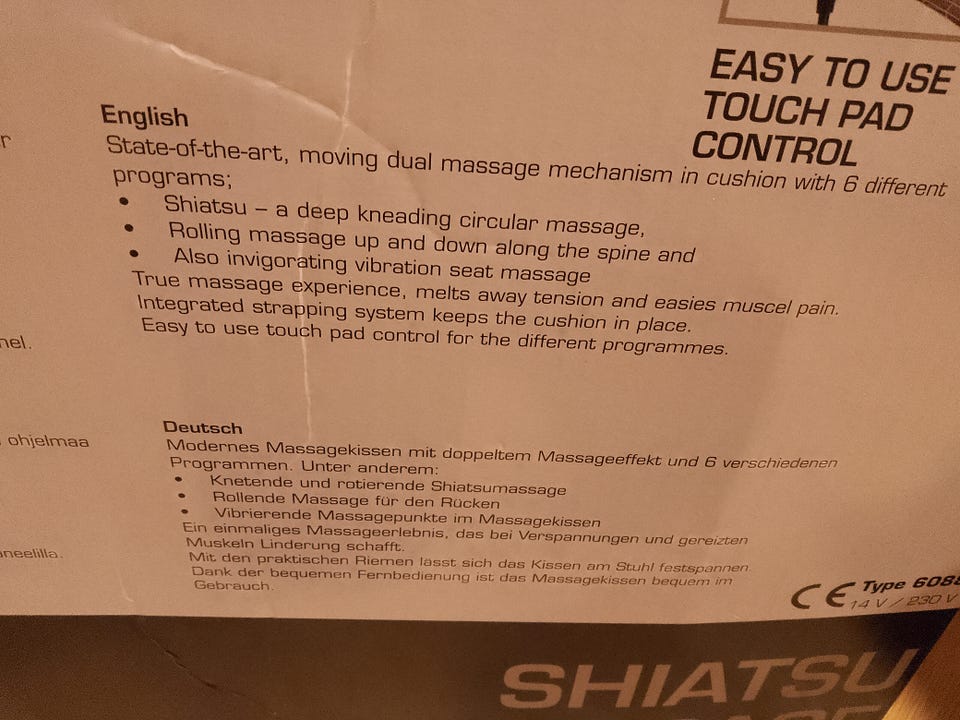 EASY TO USE
TOUCH PAD
CONTROL
English
State-of-the-art, moving dual massage mechanism in cushion with 6 different
programs;
• Shiatsu – a deep kneading circular massage,
• Rolling massage up and down along the spine and
• Also invigorating vibration seat massage
True massage experience, melts away tension and easies muscel pain.
Integrated strapping system keeps the cushion in place.
Easy to use touch pad control for the different programmes.
ohjelmaa
Deutsch
Modernes Massagekissen mit doppeltem Massageeffekt und 6 verschiedenen
Programmen. Unter anderem:
• Knetende und rotierende Shiatsumassage
• Rollende Massage für den Rücken
• Vibrierende Massagepunkte im Massagekissen
Ein einmaliges Massageerlebnis, das bei Verspannungen und gereizten
Muskeln Linderung schafft.
Mit den praktischen Riemen lässt sich das Kissen am Stuhl festspannen.
Dank der bequemen Fernbedienung ist das Massagekissen bequem im
Gebrauch.
CE Type 608
14 V / 230 V
SHIATSU